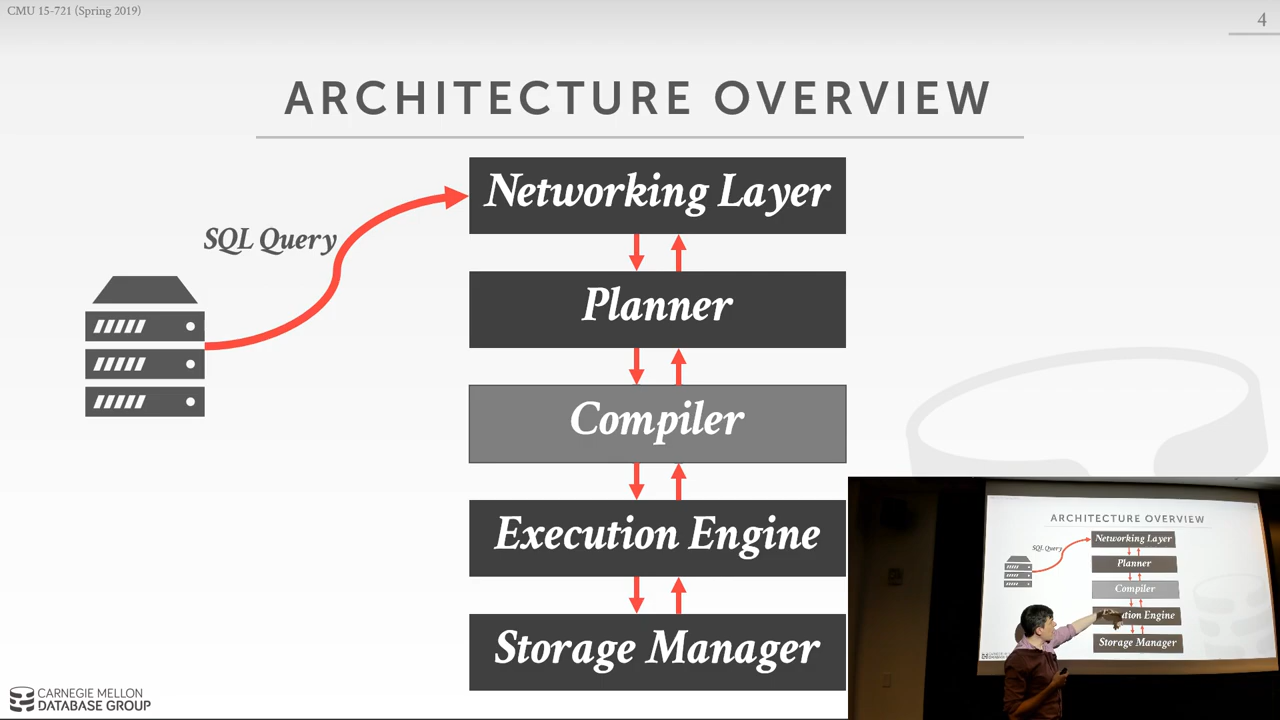 CMU 15-721 (Spring 2019)
4
ARCHITECTURE OVERVIEW
Networking Layer
SQL Query
Planner
Compiler
Execution Engine
Storage Manager
CARNEGIE MELLON
DATABASE GROUP
ARCHITECTURE OVERVIEW
Networking Layer
SQL Query
Planner
Compiler
Engine
Storage Manager